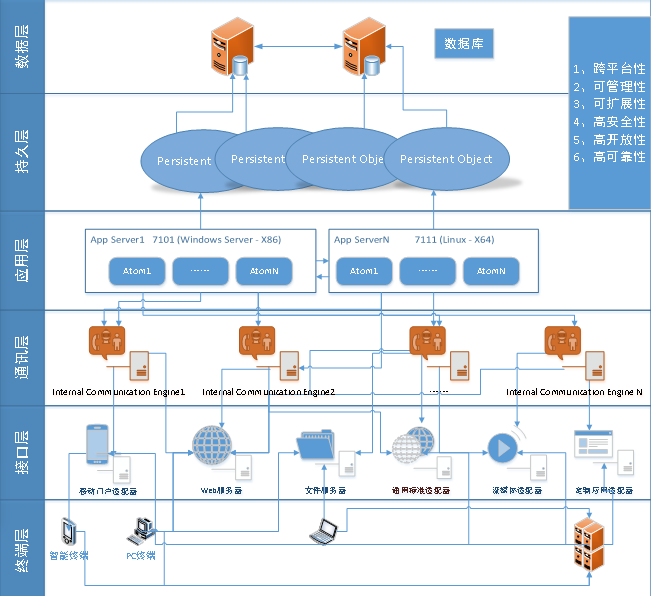 数据层
数据库
1、跨平台性
2、可管理性
3、可扩展性
4、高安全性
5、高开放性
6、高可靠性
持久层
Persistent
Persistent
Persistent Obje
Persistent Object
应用层
App Server1 7101 (Windows Server - X86)
Atom1
......
AtomN
App ServerN 7111 (Linux - X64)
Atom1
......
AtomN
通讯层
Internal Communication Engine1
Internal Communication Engine2
......
Internal Communication Engine N
接口层
移动门户适配器
Web服务器
文件服务器
通用标准适配器
流媒体适配器
定制应用适配器
终端层
智能终端
PC终端